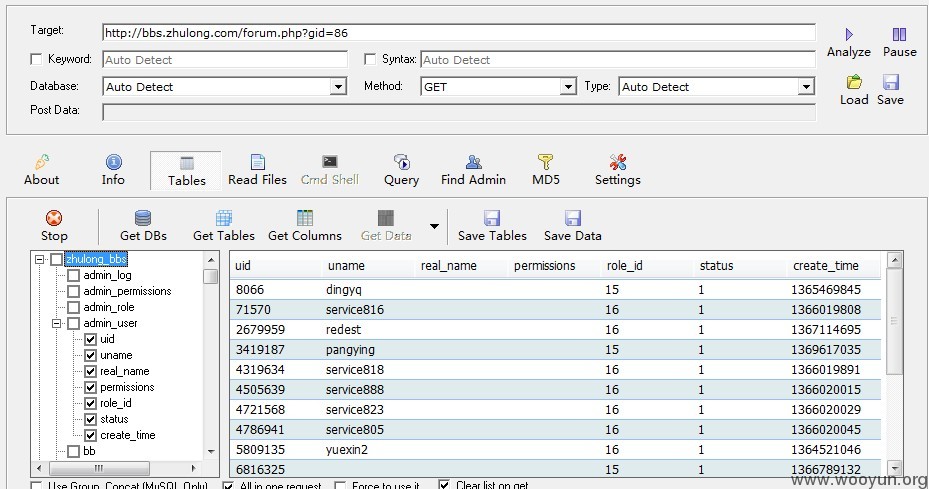 Target: http://bbs.zhulong.com/forum.php?gid=86
Analyze Pause
Keyword: Auto Detect Syntax: Auto Detect
Database: Auto Detect Method: GET Type: Auto Detect
Load Save
Post Data:
About Info Tables Read Files Cmd Shell Query Find Admin MD5 Settings
Stop Get DBs Get Tables Get Columns Get Data Save Tables Save Data
zhulong_bbs
admin_log
admin_permissions
admin_role
admin_user
uid
uname
real_name
permissions
role_id
status
create_time
bb
uid uname real_name permissions role_id status create_time
8066 dingyq 15 1 1365469845
71570 service816 16 1 1366019808
2679959 redest 16 1 1367114695
3419187 pangying 15 1 1369617035
4319634 service818 16 1 1366019891
4505639 service888 16 1 1366020015
4721568 service823 16 1 1366020029
4786941 service805 16 1 1366020045
5809135 yuexin2 16 1 1364521046
6816325 15 1 1366789132
Use Group_Concat (MySQL Only) All in one request Force to use it Clear list on get
www.wooyun.org